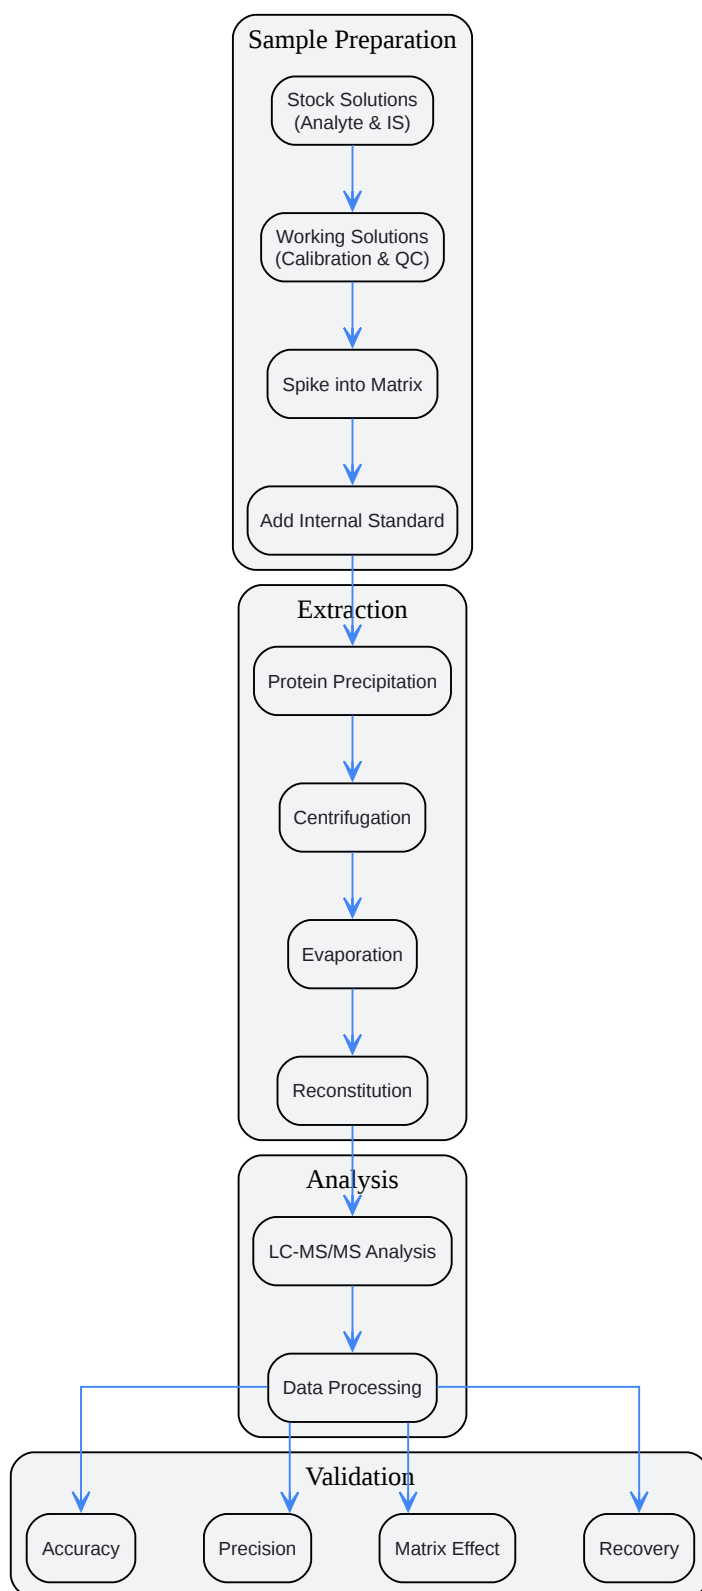 Sample Preparation
Stock Solutions
(Analyte & IS)
Working Solutions
(Calibration & QC)
Spike into Matrix
Add Internal Standard
Extraction
Protein Precipitation
Centrifugation
Evaporation
Reconstitution
Analysis
LC-MS/MS Analysis
Data Processing
Validation
Accuracy
Precision
Matrix Effect
Recovery